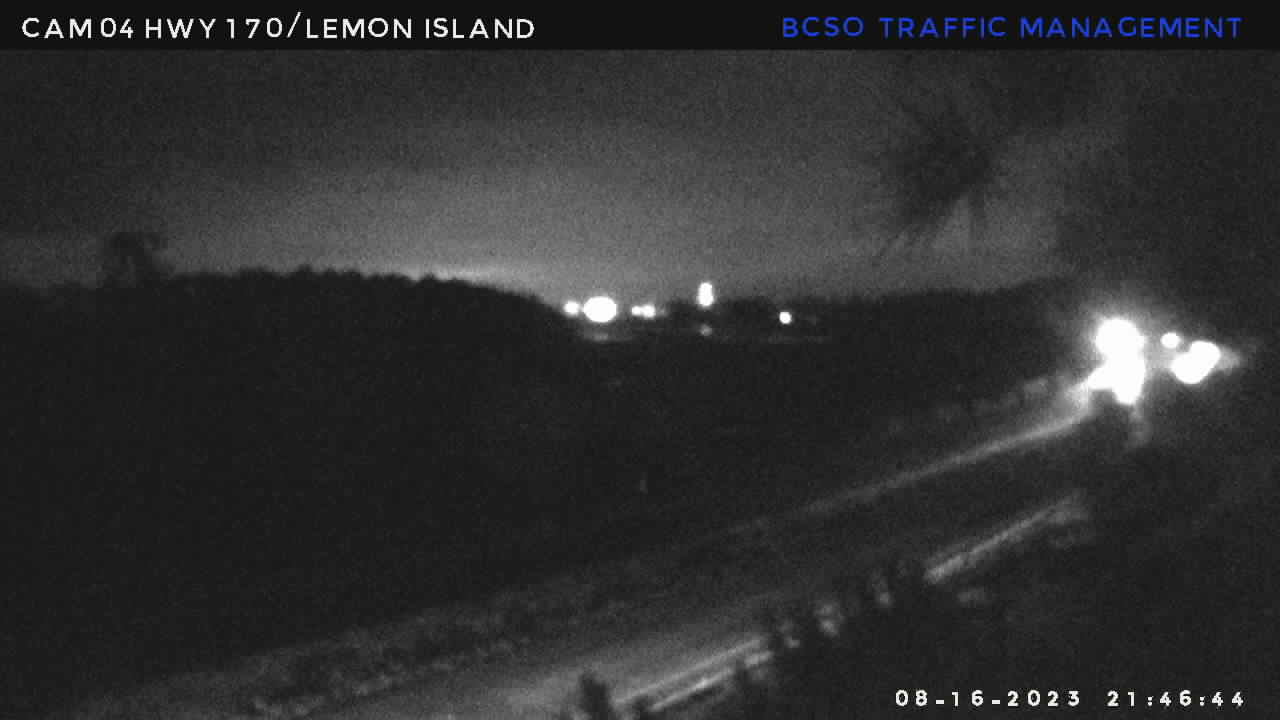 CAM04 HWY 170/LEMON ISLAND
BCSO TRAFFIC MANAGEMENT
08-16-2023 21:46:44